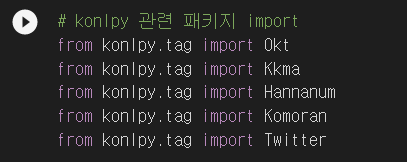 # konlpy 관련 패키지 import
from konlpy.tag import Okt
from konlpy.tag import Kkma
from konlpy.tag import Hannanum
from konlpy.tag import Komoran
from konlpy.tag import Twitter